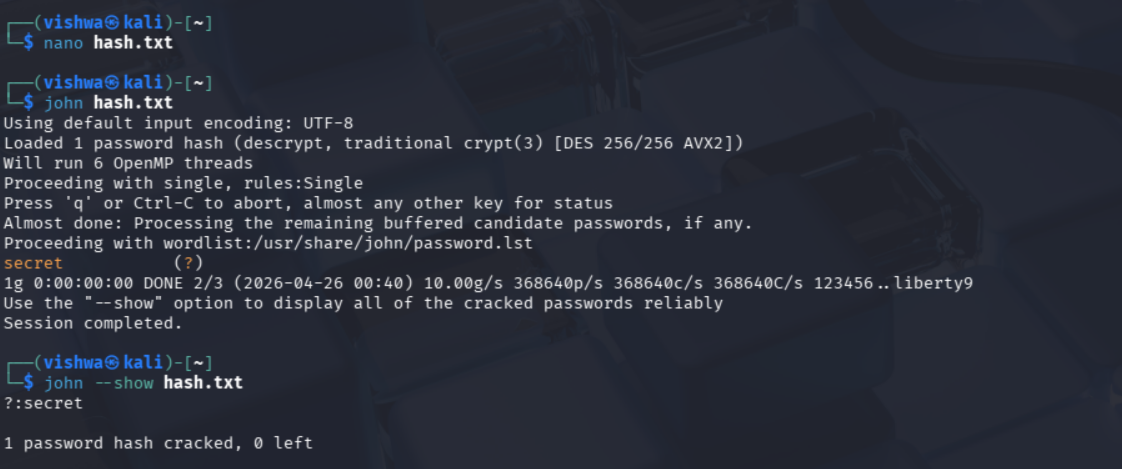 ┌──(vishwa㉿kali)-[~]
└─$ nano hash.txt
┌──(vishwa㉿kali)-[~]
└─$ john hash.txt
Using default input encoding: UTF-8
Loaded 1 password hash (descrypt, traditional crypt(3) [DES 256/256 AVX2])
Will run 6 OpenMP threads
Proceeding with single, rules:Single
Press 'q' or Ctrl-C to abort, almost any other key for status
Almost done: Processing the remaining buffered candidate passwords, if any.
Proceeding with wordlist:/usr/share/john/password.lst
secret           (?)
1g 0:00:00:00 DONE 2/3 (2026-04-26 00:40) 10.00g/s 368640p/s 368640c/s 368640C/s 123456..liberty9
Use the "--show" option to display all of the cracked passwords reliably
Session completed.
┌──(vishwa㉿kali)-[~]
└─$ john --show hash.txt
?:secret
1 password hash cracked, 0 left